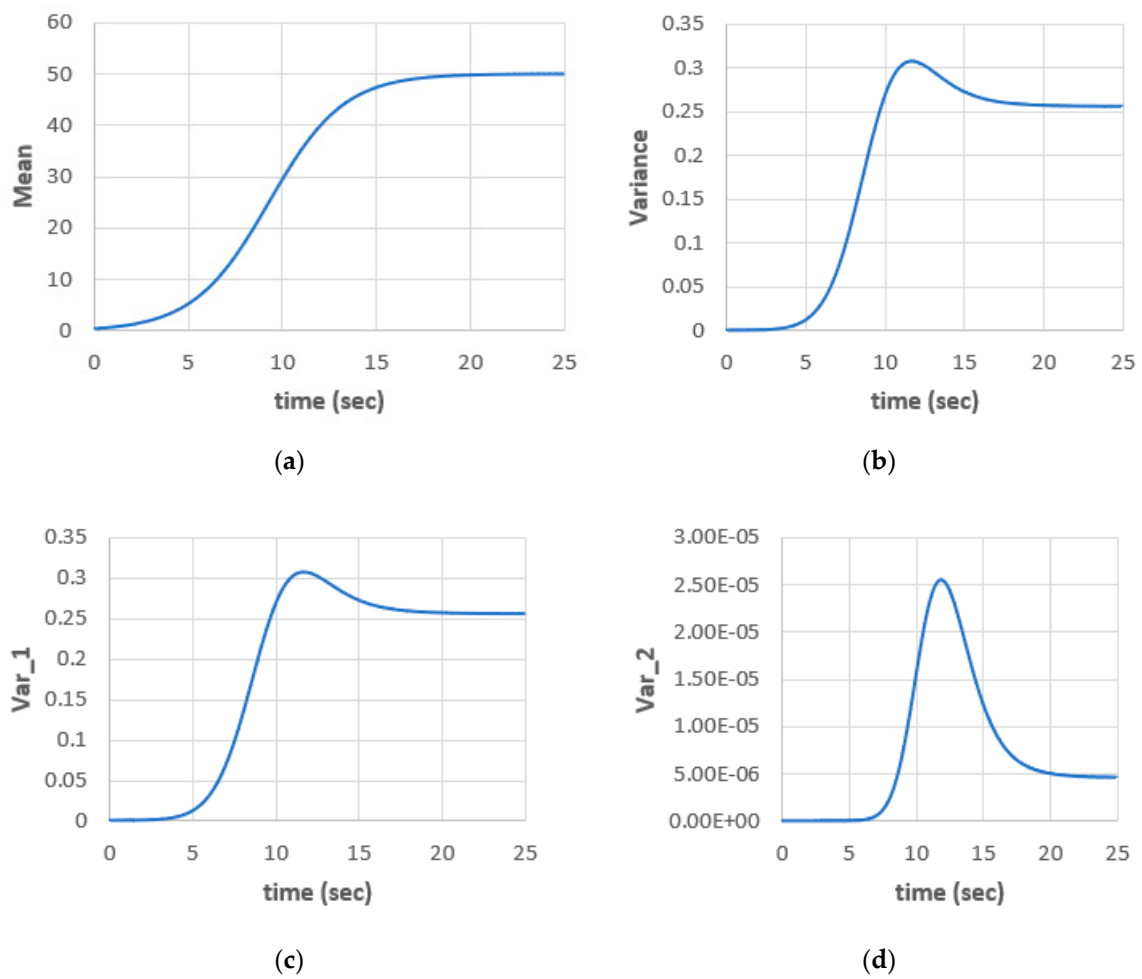 60
50
40
30
20
10
0
Mean
0 5 10 15 20 25
time (sec)
(a)
0.35
0.3
0.25
0.2
0.15
0.1
0.05
0
Variance
0 5 10 15 20 25
time (sec)
(b)
0.35
0.3
0.25
0.2
0.15
0.1
0.05
0
Var_1
0 5 10 15 20 25
time (sec)
(c)
3.00E-05
2.50E-05
2.00E-05
1.50E-05
1.00E-05
5.00E-06
0.00E+00
Var_2
0 5 10 15 20 25
time (sec)
(d)